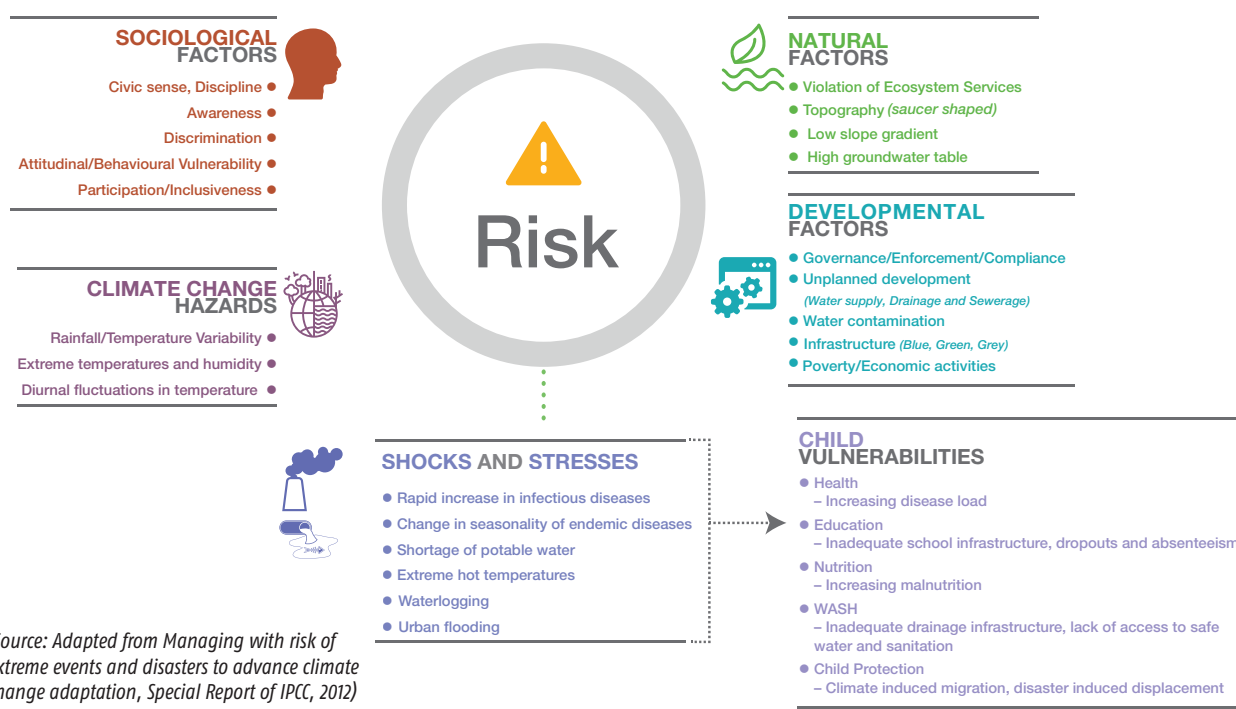 SOCIOLOGICAL
FACTORS
Civic sense, Discipline ●
Awareness ●
Discrimination ●
Attitudinal/Behavioural Vulnerability ●
Participation/Inclusiveness ●
CLIMATE CHANGE
HAZARDS
Rainfall/Temperature Variability ●
Extreme temperatures and humidity ●
Diurnal fluctuations in temperature ●
Risk
NATURAL
FACTORS
● Violation of Ecosystem Services
● Topography (saucer shaped)
● Low slope gradient
● High groundwater table
DEVELOPMENTAL
FACTORS
● Governance/Enforcement/Compliance
● Unplanned development
(Water supply, Drainage and Sewerage)
● Water contamination
● Infrastructure (Blue, Green, Grey)
● Poverty/Economic activities
SHOCKS AND STRESSES
● Rapid increase in infectious diseases
● Change in seasonality of endemic diseases
● Shortage of potable water
● Extreme hot temperatures
● Waterlogging
● Urban flooding
CHILD
VULNERABILITIES
● Health
– Increasing disease load
● Education
– Inadequate school infrastructure, dropouts and absenteeism
● Nutrition
– Increasing malnutrition
● WASH
– Inadequate drainage infrastructure, lack of access to safe
water and sanitation
● Child Protection
– Climate induced migration, disaster induced displacement
ource: Adapted from Managing with risk of
xtreme events and disasters to advance climate
hange adaptation, Special Report of IPCC, 2012)